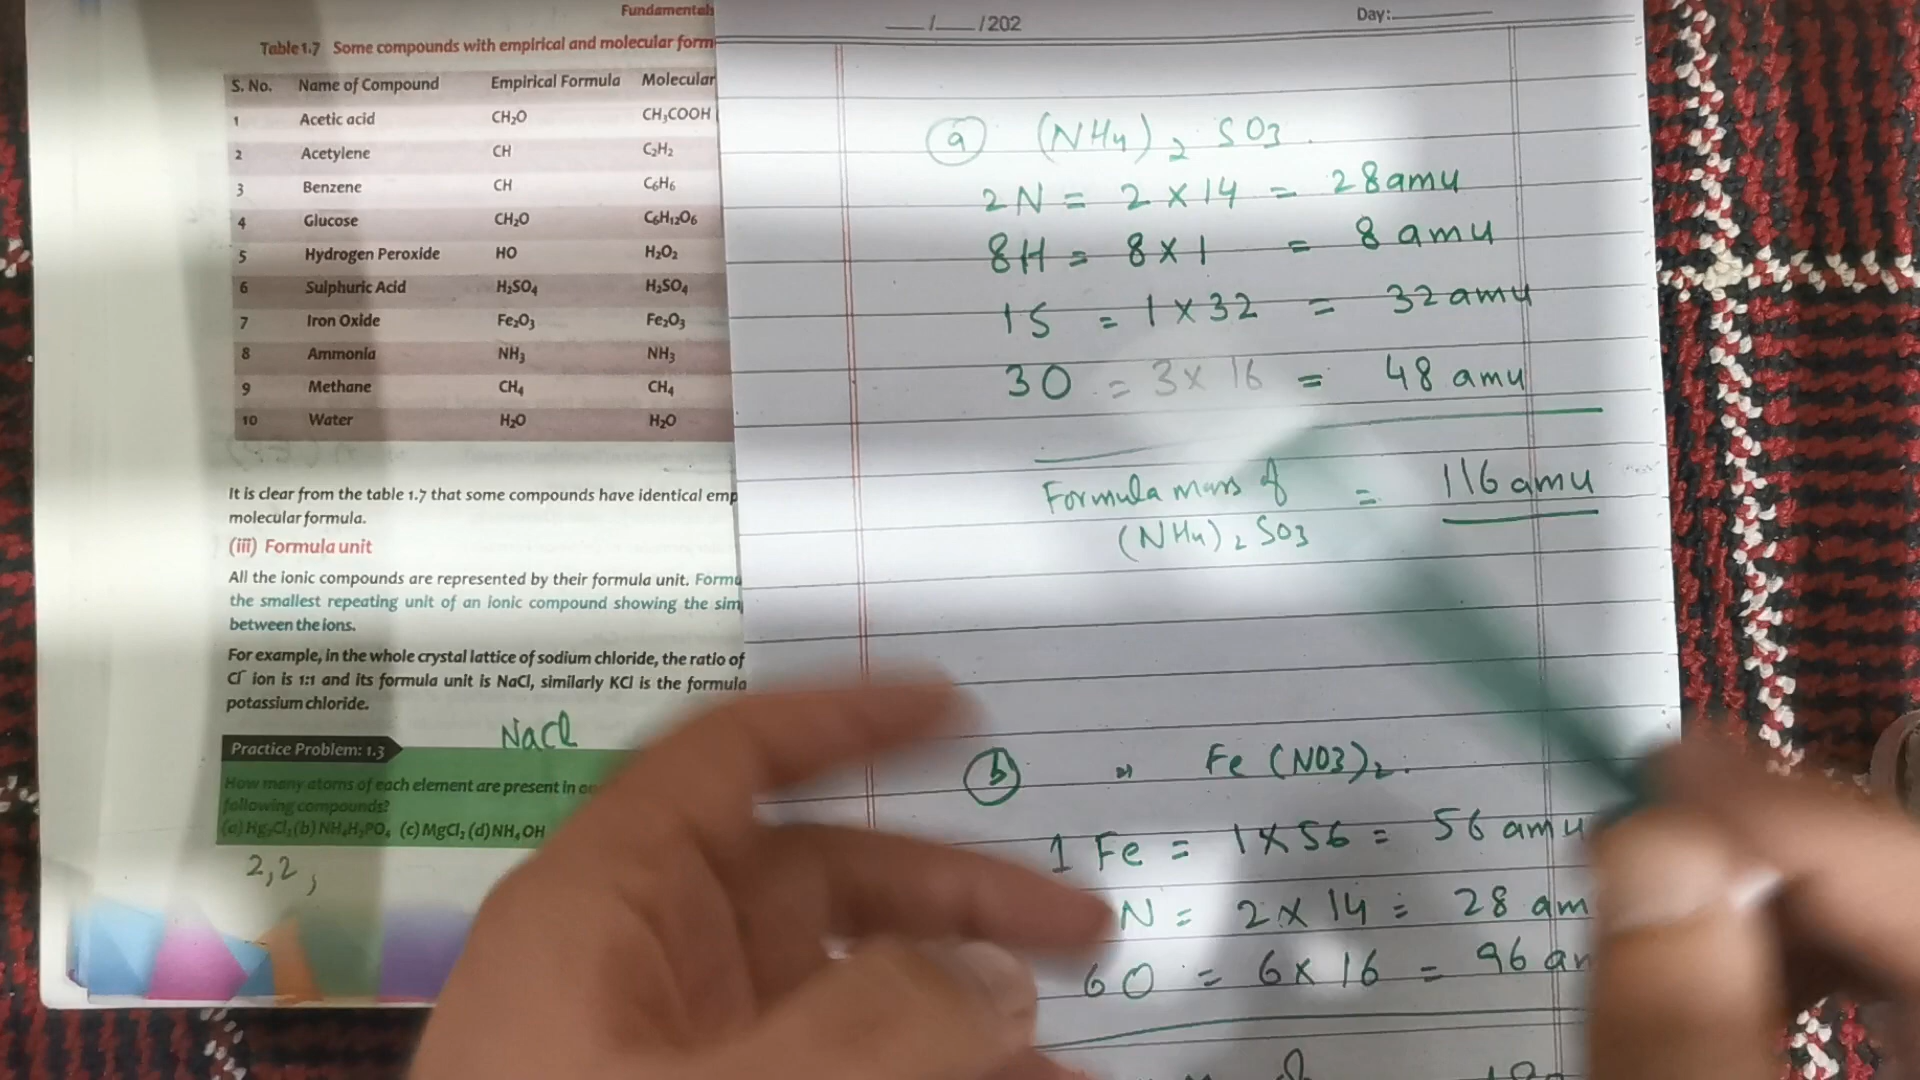 Fundamentals
Table 1.7 Some compounds with empirical and molecular form
S. No. Name of Compound Empirical Formula Molecular
1 Acetic acid CH₂O CH₃COOH
2 Acetylene CH C₂H₂
3 Benzene CH C₆H₆
4 Glucose CH₂O C₆H₁₂O₆
5 Hydrogen Peroxide HO H₂O₂
6 Sulphuric Acid H₂SO₄ H₂SO₄
7 Iron Oxide Fe₂O₃ Fe₂O₃
8 Ammonia NH₃ NH₃
9 Methane CH₄ CH₄
10 Water H₂O H₂O
It is clear from the table 1.7 that some compounds have identical emp
molecular formula.
(iii) Formula unit
All the ionic compounds are represented by their formula unit. Formu
the smallest repeating unit of an ionic compound showing the sim
between the ions.
For example, in the whole crystal lattice of sodium chloride, the ratio of
Cl⁻ ion is 1:1 and its formula unit is NaCl, similarly KCl is the formula
potassium chloride.
NaCl
Practice Problem: 1.3
How many atoms of each element are present in on
following compounds?
(a) Hg₂Cl₂ (b) NH₄H₂PO₄ (c) MgCl₂ (d) NH₄OH
2,2,
__/__/202 Day:
(a) (NH₄)₂ SO₃
2N = 2 × 14 = 28 amu
8H = 8 × 1 = 8 amu
1S = 1 × 32 = 32 amu
3O = 3 × 16 = 48 amu
Formula mass of = 116 amu
(NH₄)₂ SO₃
(b) Fe (NO₃)₂.
1 Fe = 1 × 56 = 56 amu
N = 2 × 14 = 28 am
6O = 6 × 16 = 96 am